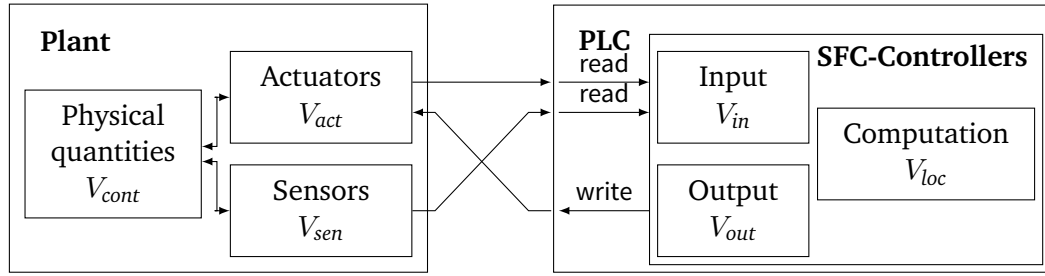 Plant
Physical
quantities
V_cont
Actuators
V_act
Sensors
V_sen
PLC
read
read
write
SFC-Controllers
Input
V_in
Output
V_out
Computation
V_loc